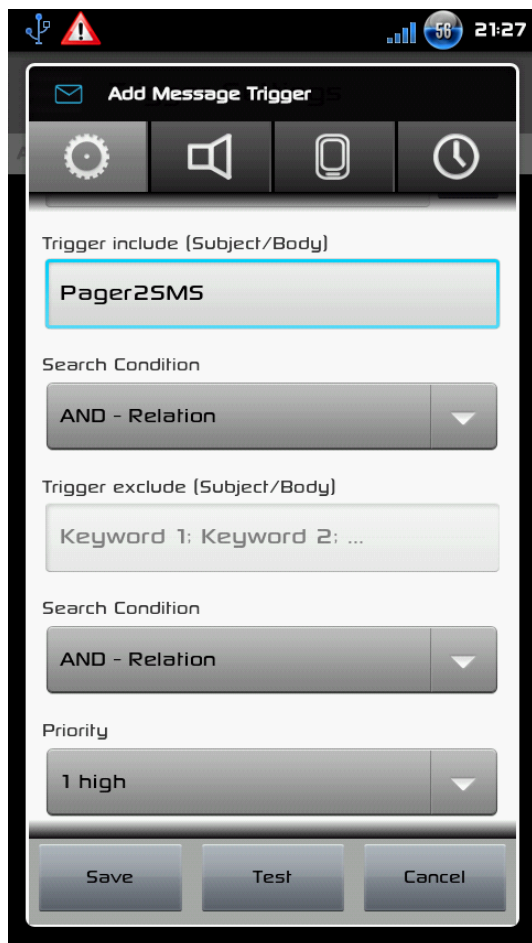 56 21:27
Add Message Trigger
Trigger include (Subject/Body)
Pager2SMS
Search Condition
AND - Relation
Trigger exclude (Subject/Body)
Keyword 1; Keyword 2; ...
Search Condition
AND - Relation
Priority
1 high
Save Test Cancel